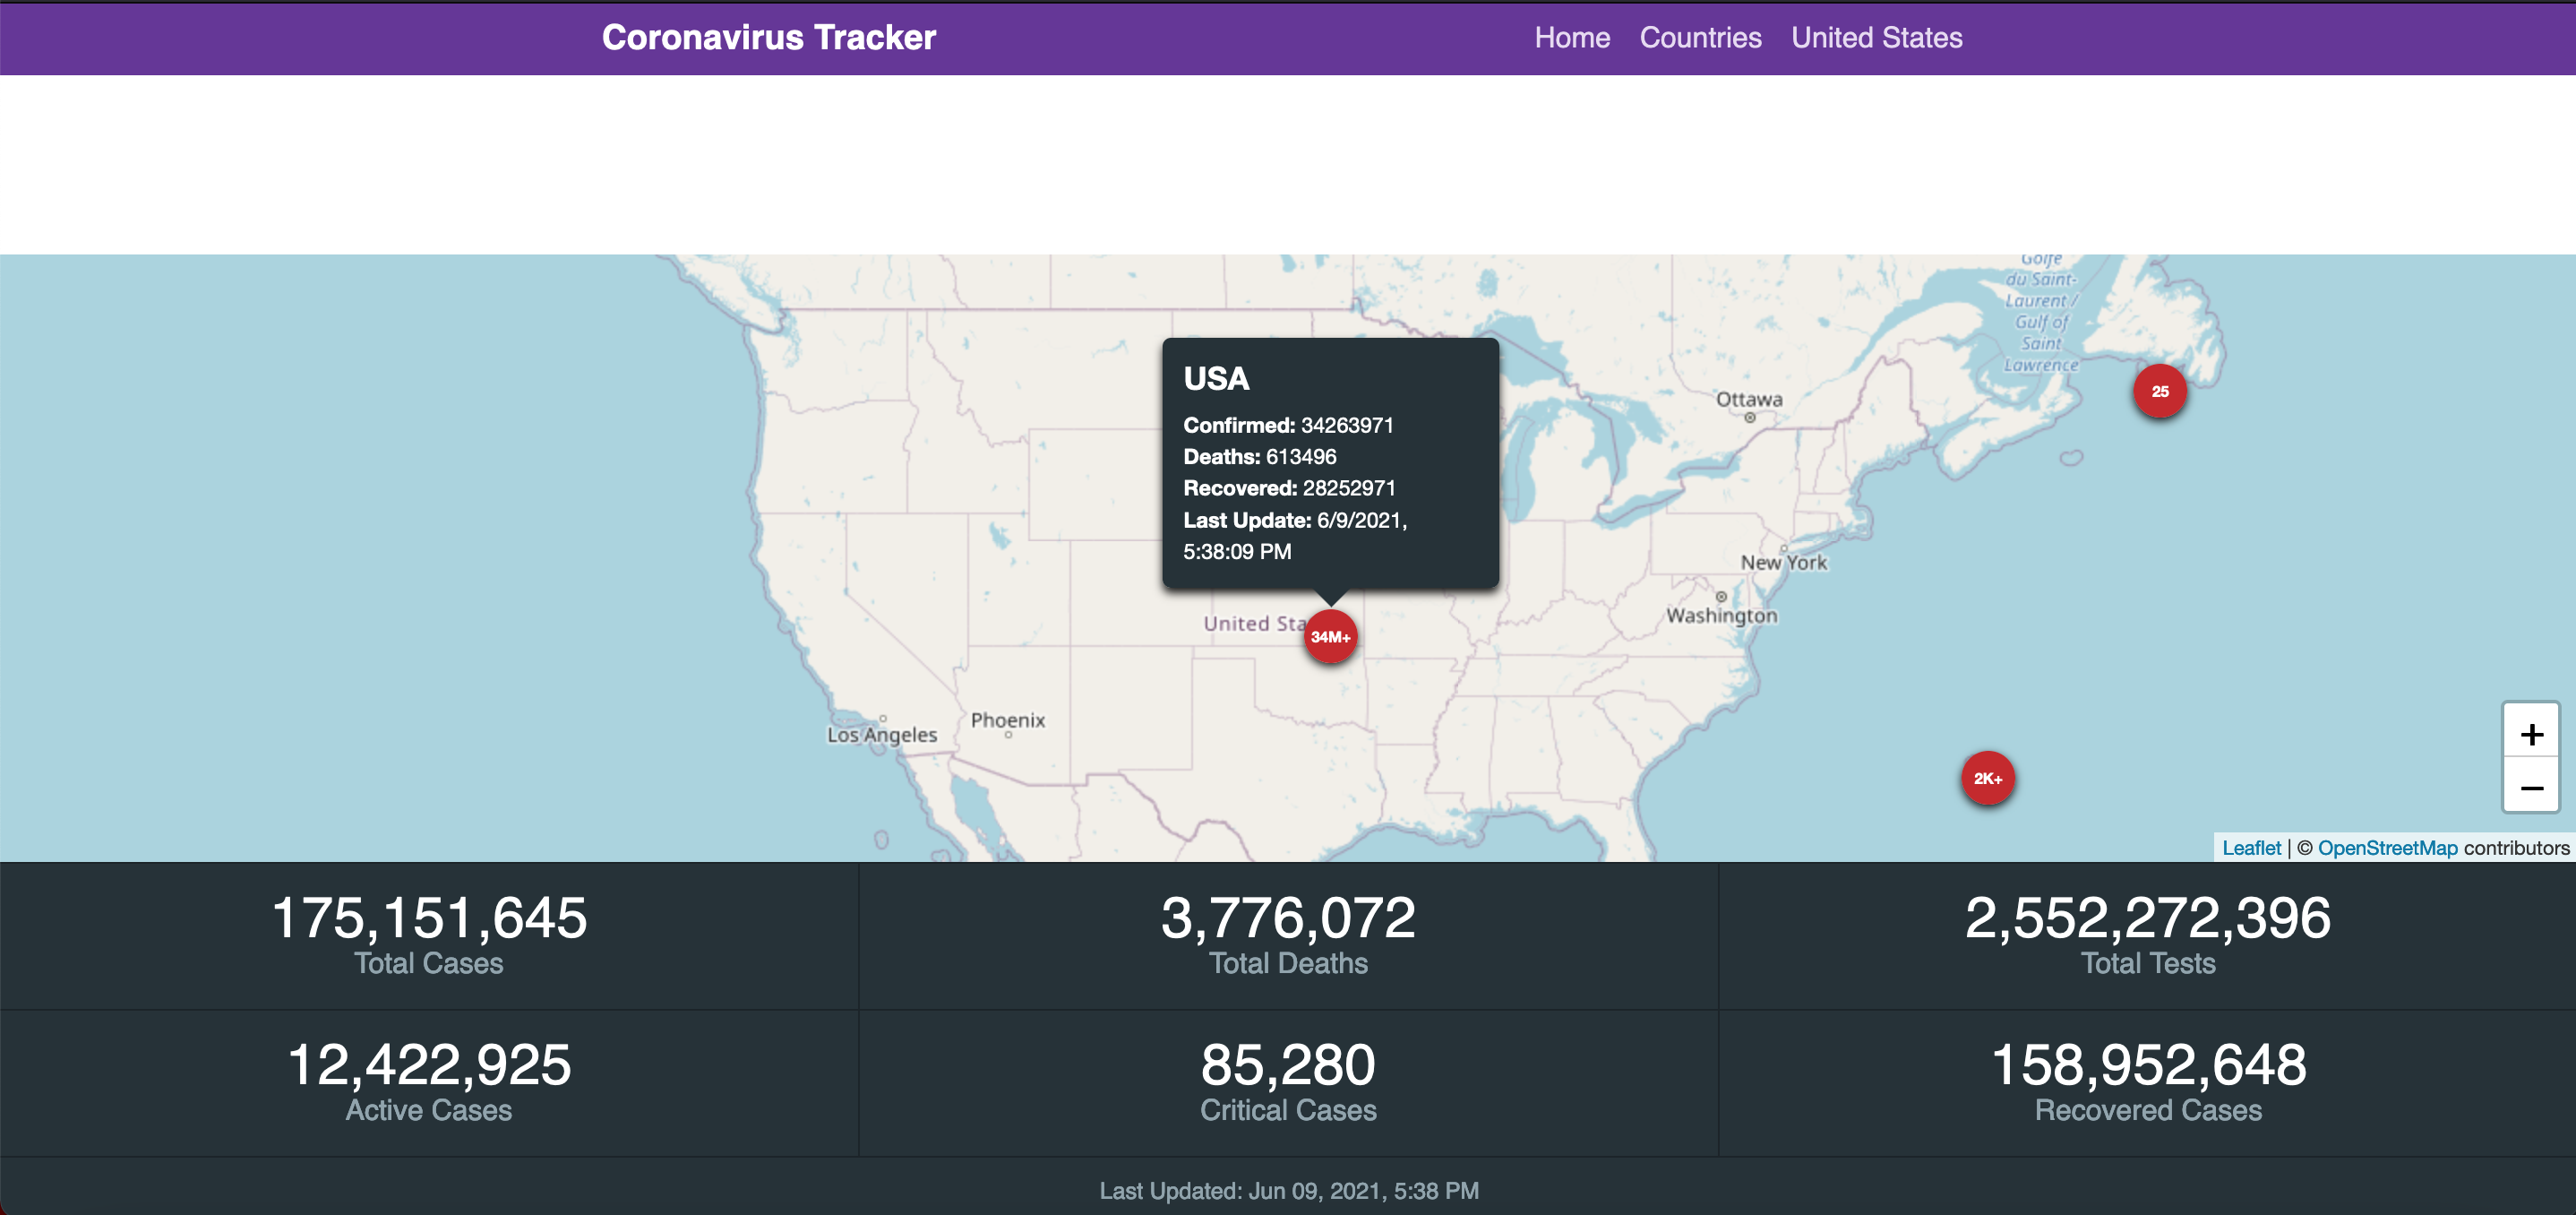 Coronavirus Tracker
Home Countries United States
Golfe
du Saint-
Laurent /
Gulf of
Saint
Lawrence
25
Ottawa
USA
Confirmed: 34263971
Deaths: 613496
Recovered: 28252971
Last Update: 6/9/2021,
5:38:09 PM
New York
Washington
United Sta
34M+
Phoenix
Los Angeles
2K+
+
−
Leaflet | © OpenStreetMap contributors
175,151,645
Total Cases
3,776,072
Total Deaths
2,552,272,396
Total Tests
12,422,925
Active Cases
85,280
Critical Cases
158,952,648
Recovered Cases
Last Updated: Jun 09, 2021, 5:38 PM